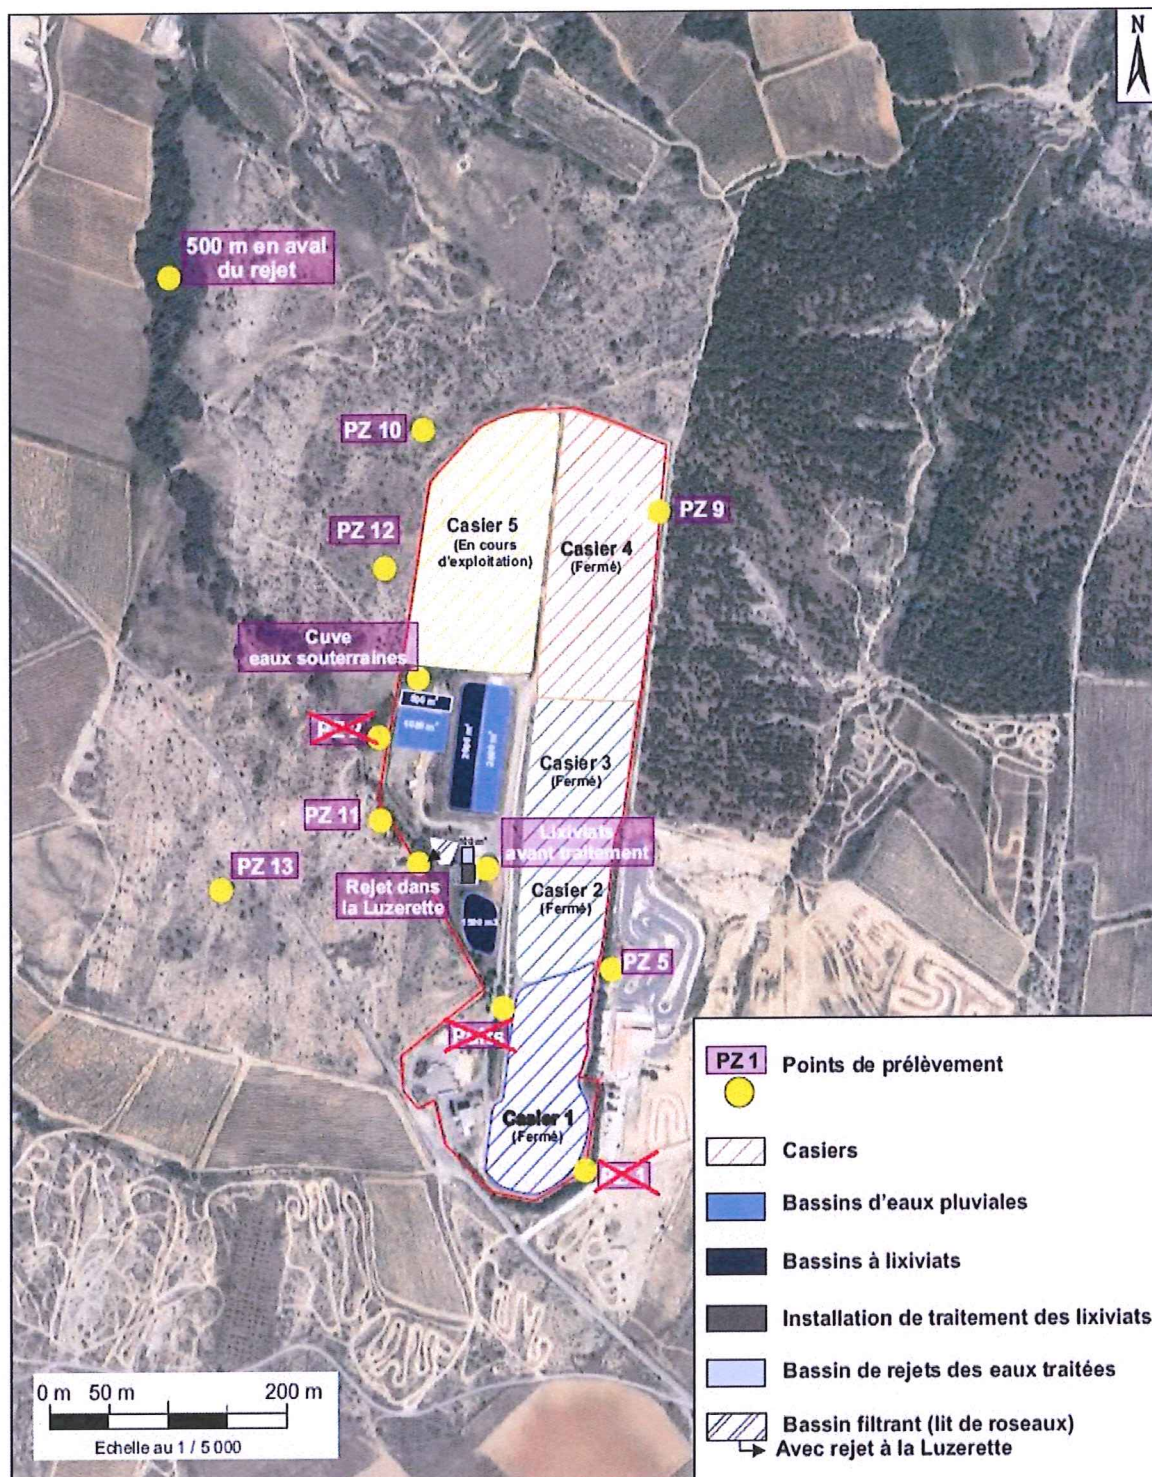 N
500 m en aval
du rejet
PZ 10
PZ 9
PZ 12
Casier 5
(En cours
d'exploitation)
Casier 4
(Fermé)
Cuve
eaux souterraines
PZ 11
Casier 3
(Fermé)
Lixiviats
avant traitement
PZ 13
Rejet dans
la Luzerette
Casier 2
(Fermé)
PZ 5
Casier 1
(Fermé)
PZ 1
Points de prélèvement
Casiers
Bassins d'eaux pluviales
Bassins à lixiviats
Installation de traitement des lixiviats
Bassin de rejets des eaux traitées
Bassin filtrant (lit de roseaux)
Avec rejet à la Luzerette
0 m 50 m 200 m
Echelle au 1 / 5 000